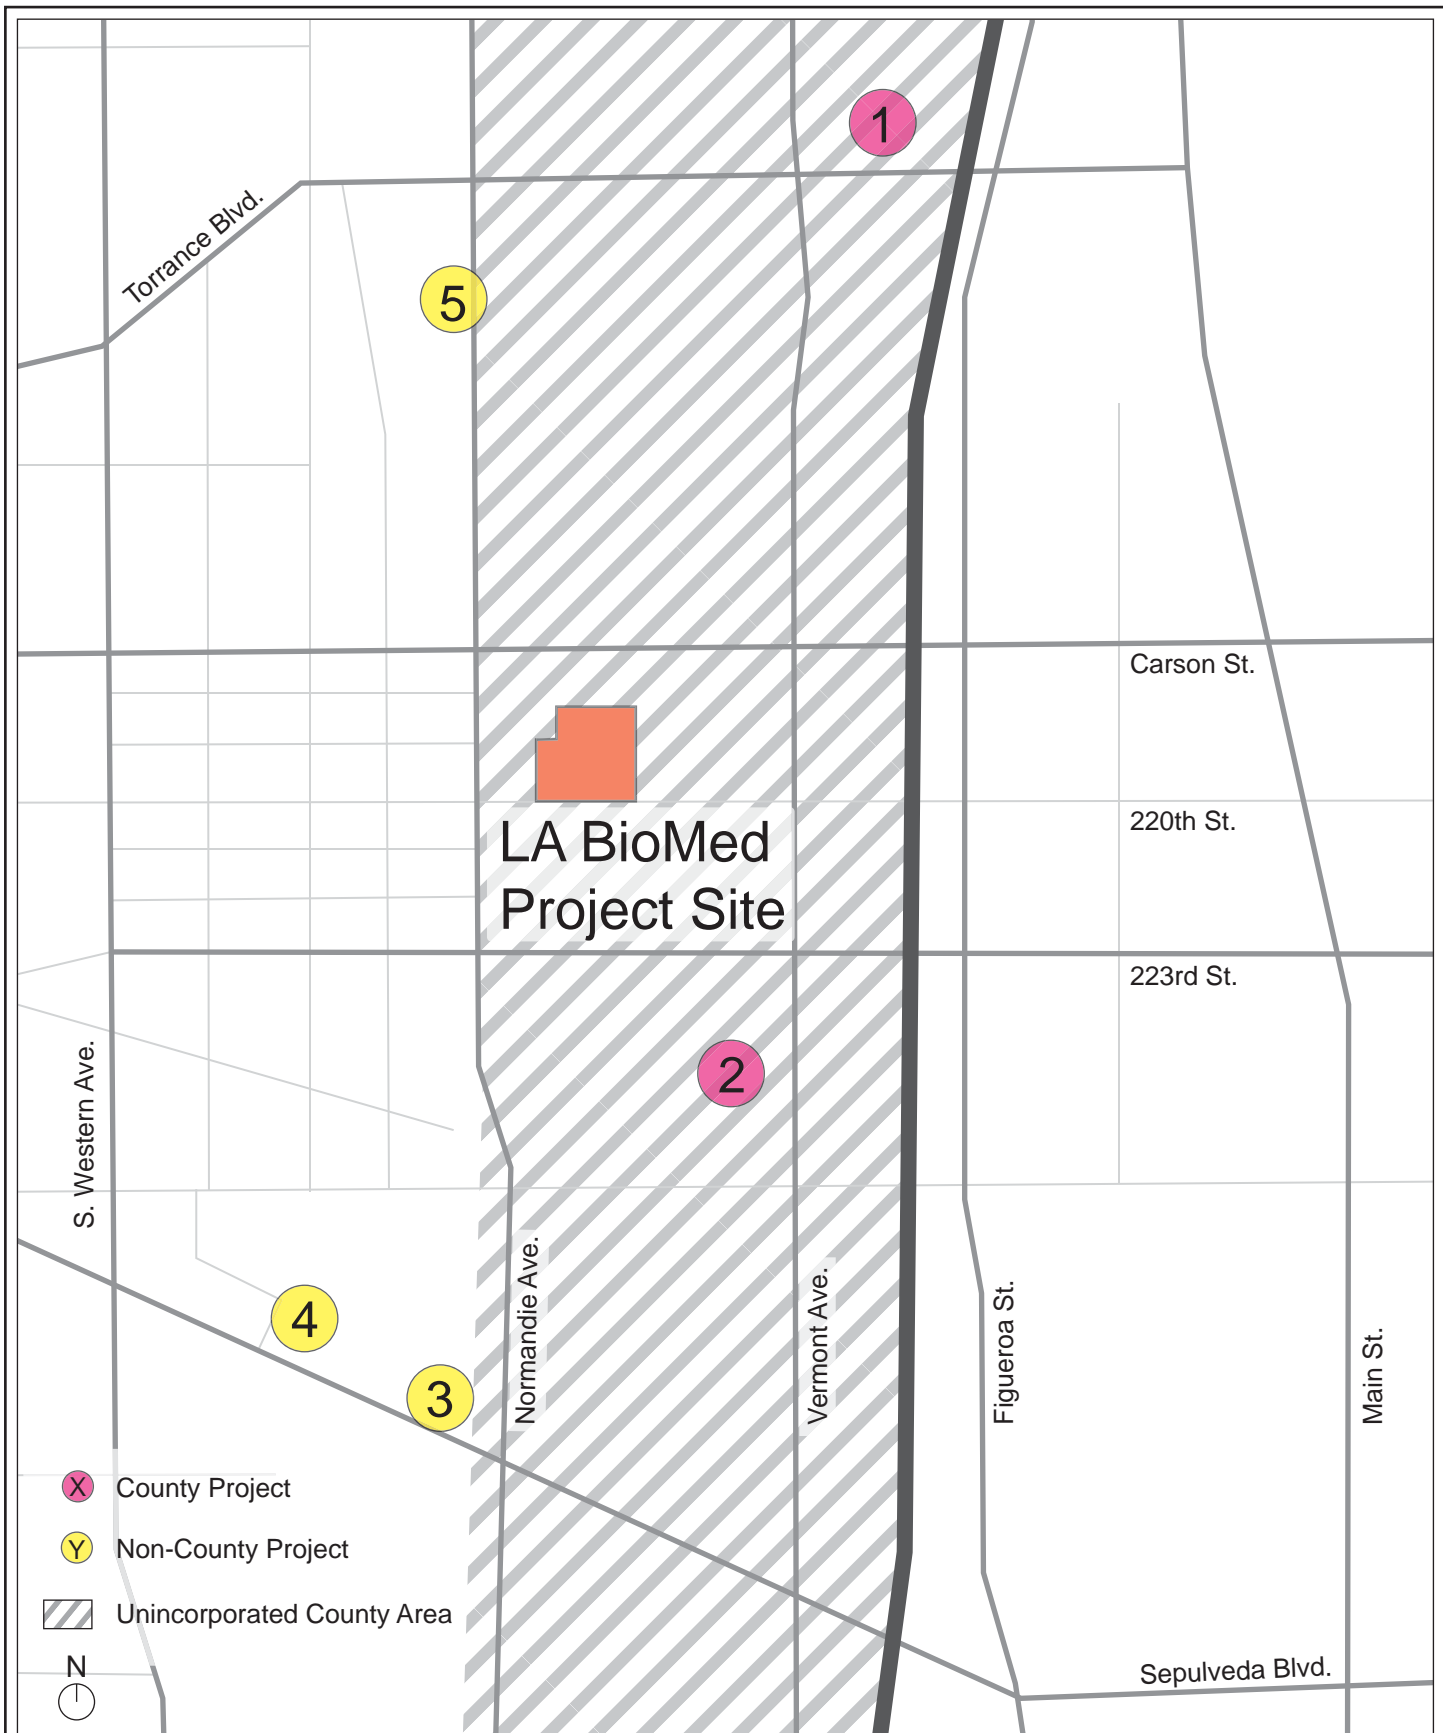 1
Torrance Blvd.
5
Carson St.
LA BioMed
Project Site
220th St.
223rd St.
2
S. Western Ave.
Normandie Ave.
Vermont Ave.
Figueroa St.
Main St.
4
3
X County Project
Y Non-County Project
Unincorporated County Area
N
Sepulveda Blvd.